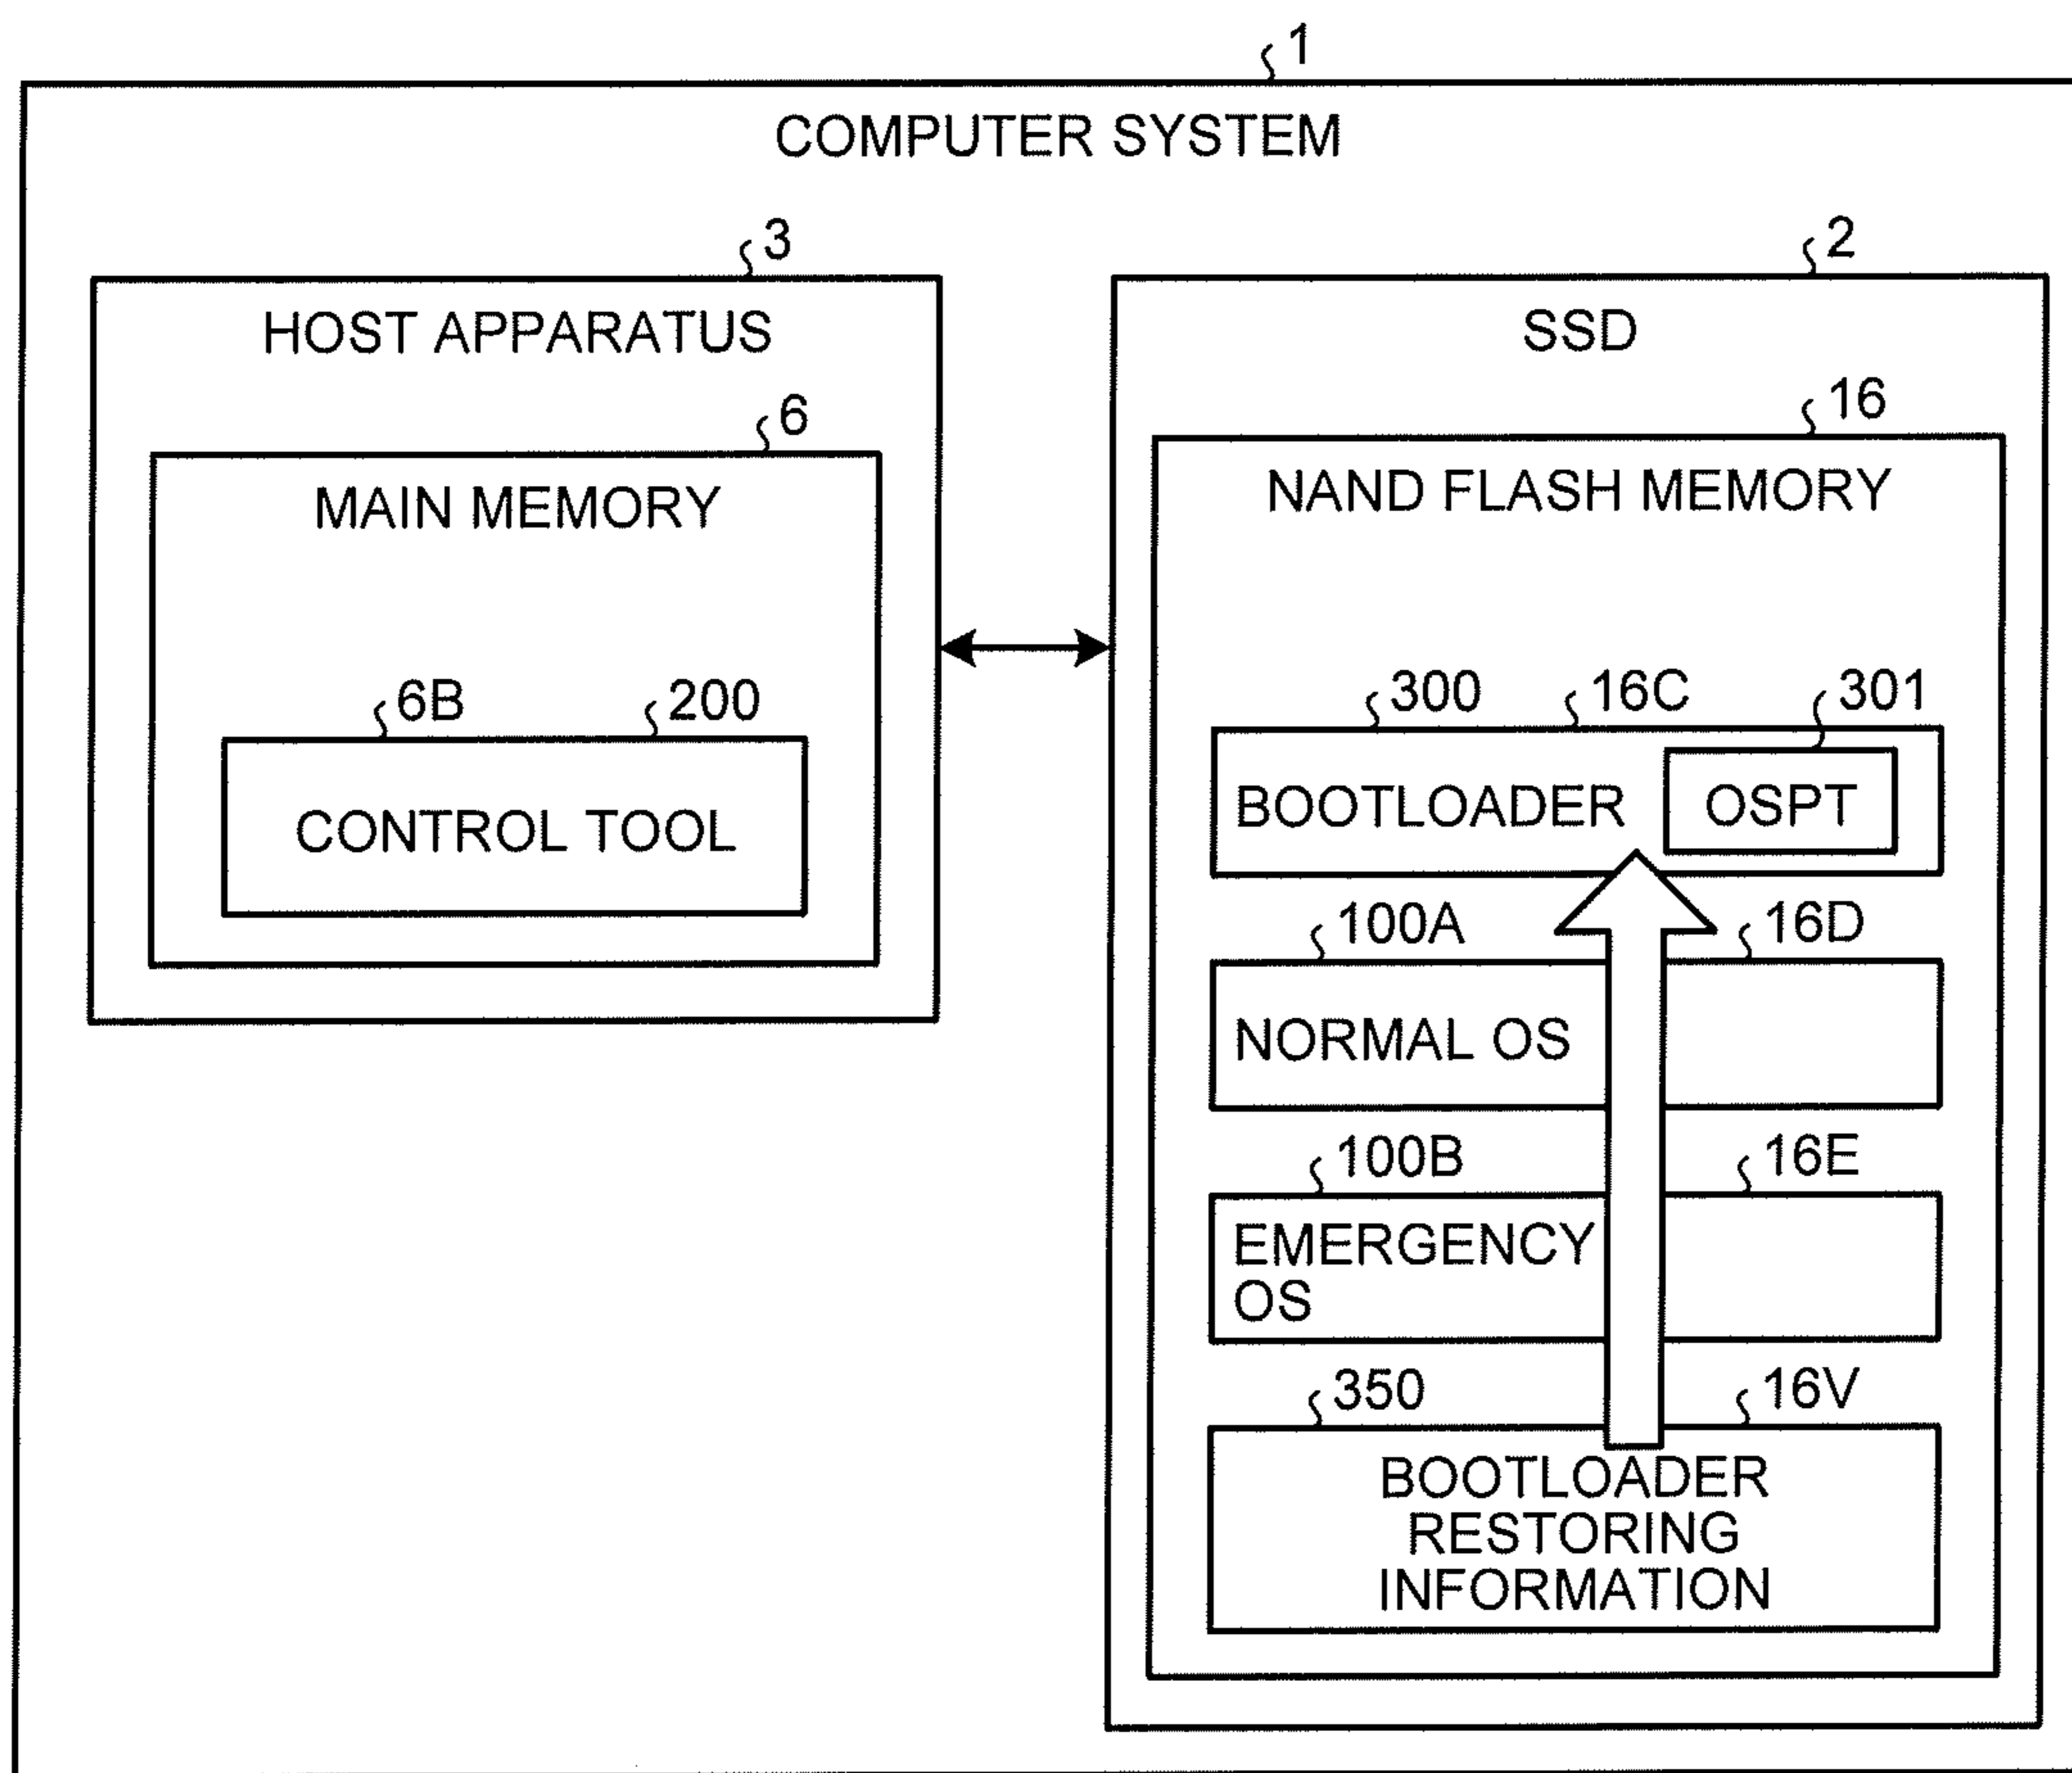 1
COMPUTER SYSTEM
3
HOST APPARATUS
6
MAIN MEMORY
6B 200
CONTROL TOOL
2
SSD
16
NAND FLASH MEMORY
300 16C 301
BOOTLOADER OSPT
100A 16D
NORMAL OS
100B 16E
EMERGENCY
OS
350 16V
BOOTLOADER
RESTORING
INFORMATION